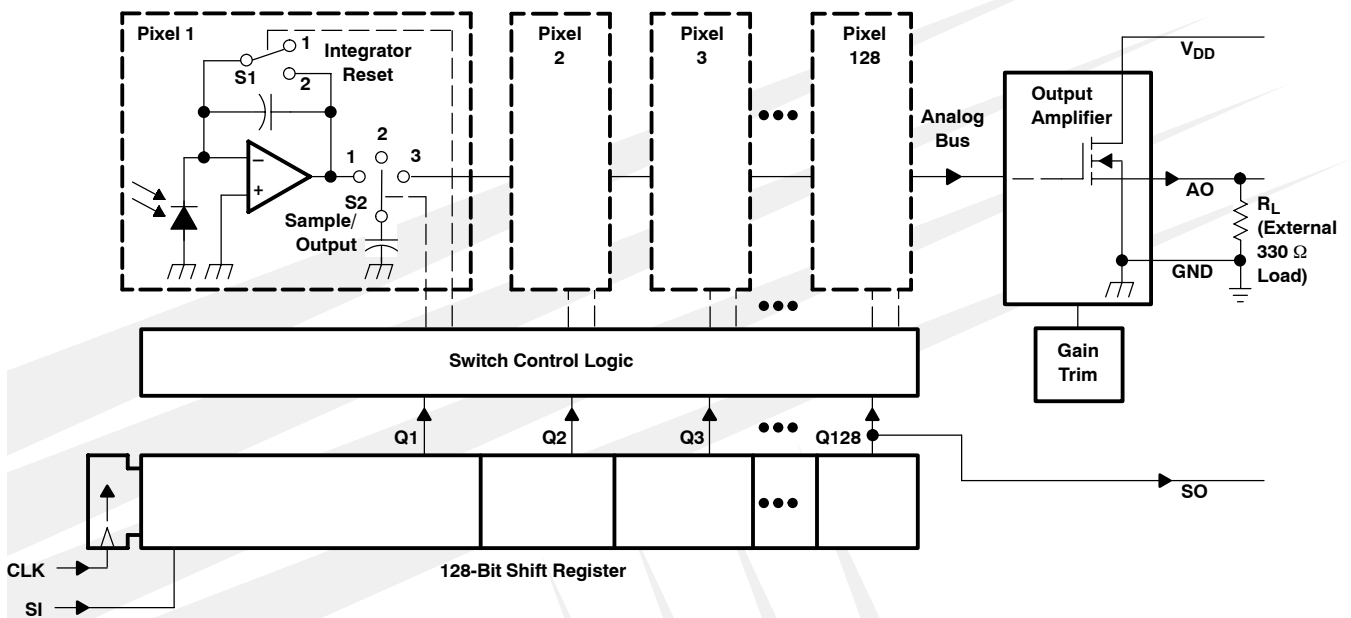 Pixel 1
1
Integrator
Reset
S1
2
−
+
1
2
3
S2
Sample/
Output
Pixel
2
Pixel
3
Pixel
128
Analog
Bus
Output
Amplifier
VDD
AO
RL
(External
330 Ω
Load)
GND
Gain
Trim
Switch Control Logic
Q1
Q2
Q3
Q128
SO
CLK
SI
128-Bit Shift Register